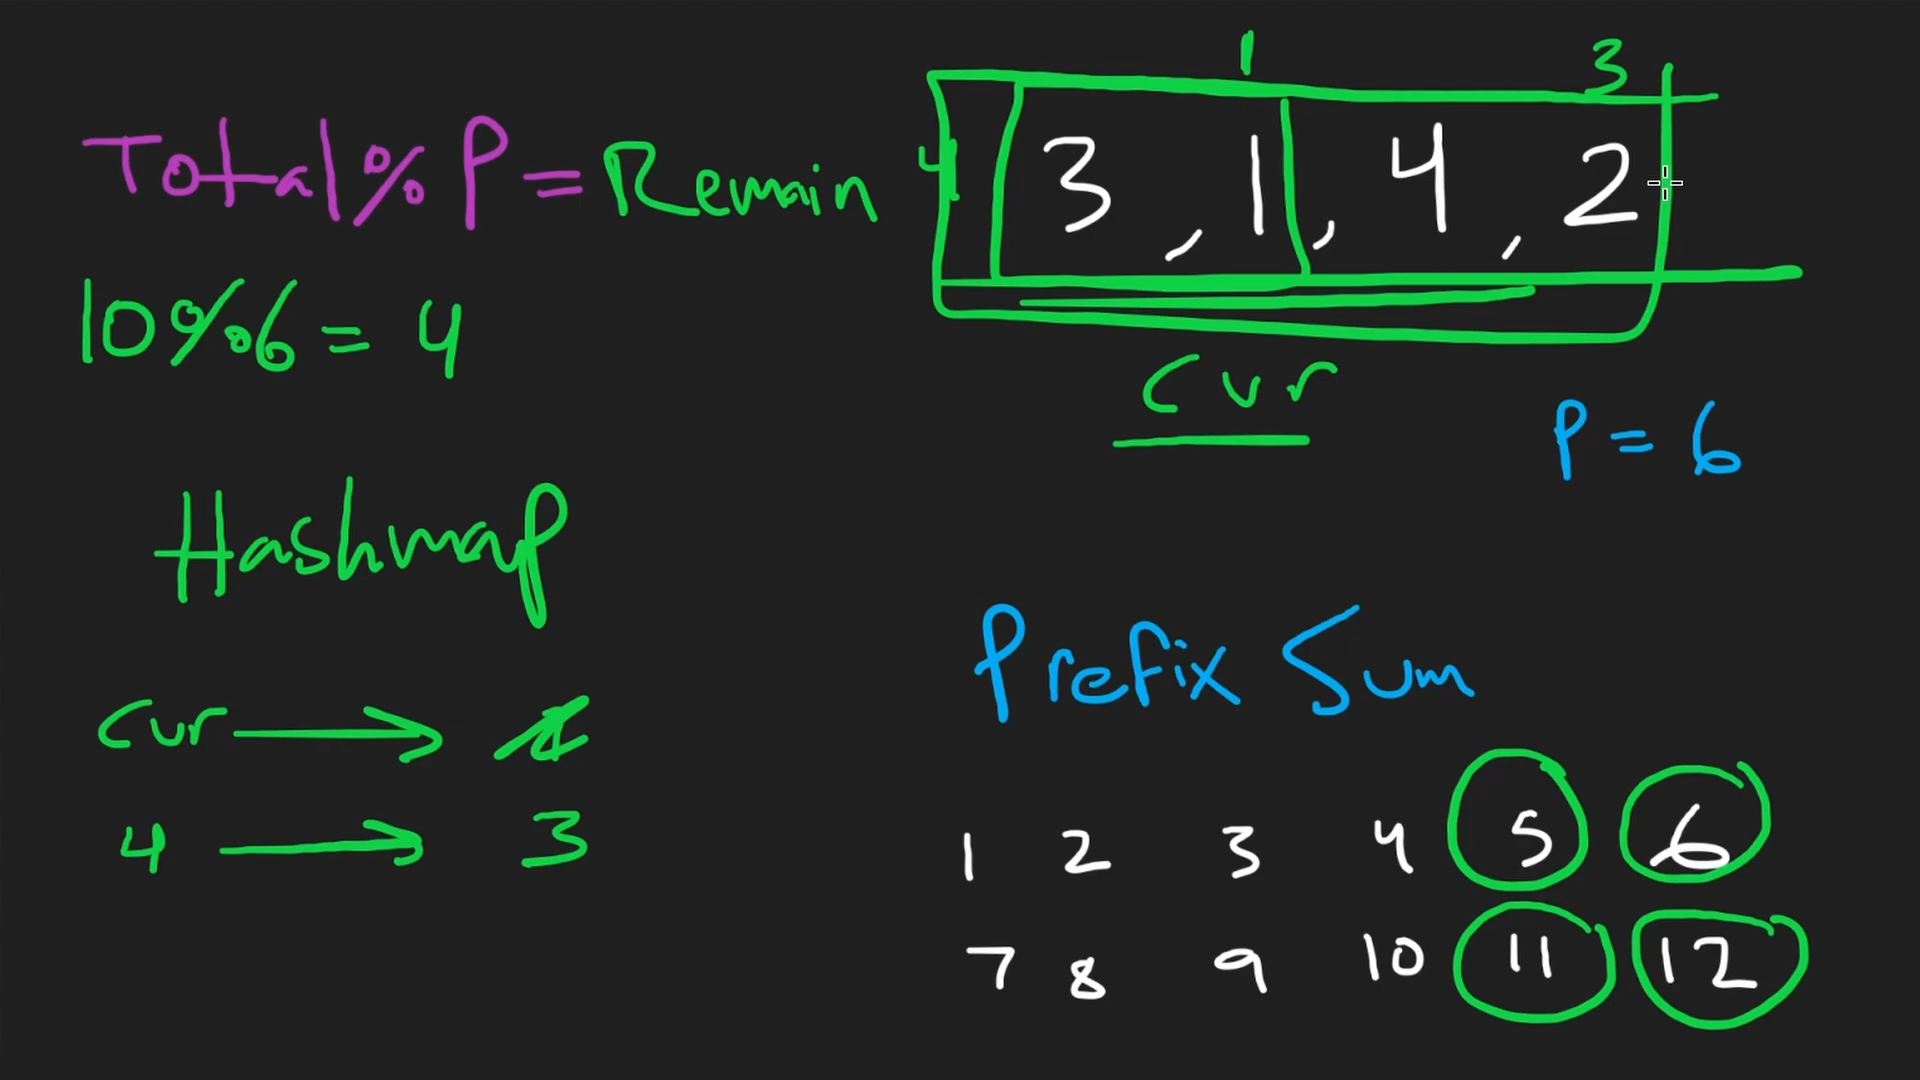 1 3
Total % P = Remain
4 3 , 1 , 4 , 2
10 % 6 = 4
Cur
P = 6
Hashmap
Prefix Sum
Cur
4 3
1 2 3 4 5 6
7 8 9 10 11 12